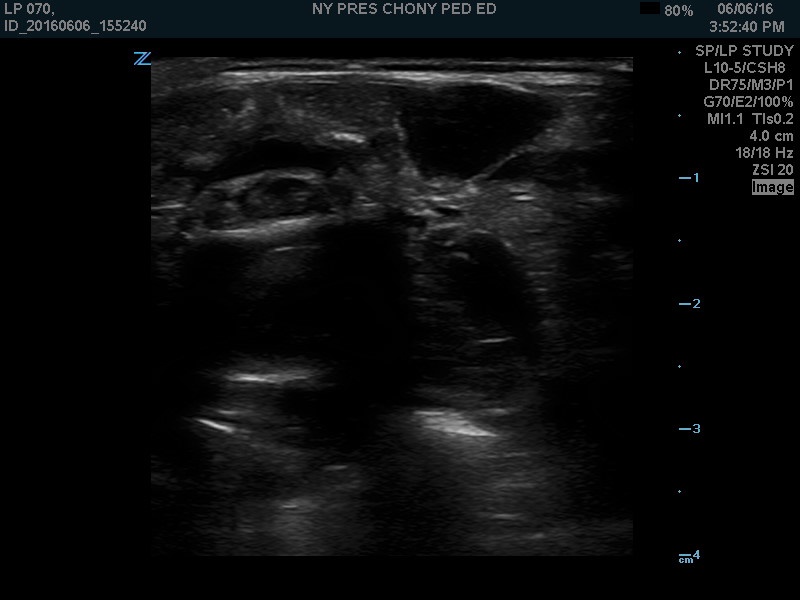 LP 070,
ID_20160606_155240
NY PRES CHONY PED ED
80%
06/06/16
3:52:40 PM
SP/LP STUDY
L10-5/CSH8
DR75/M3/P1
G70/E2/100%
MI1.1 TIs0.2
4.0 cm
18/18 Hz
ZSI 20
Image
Z
1
2
3
4
cm